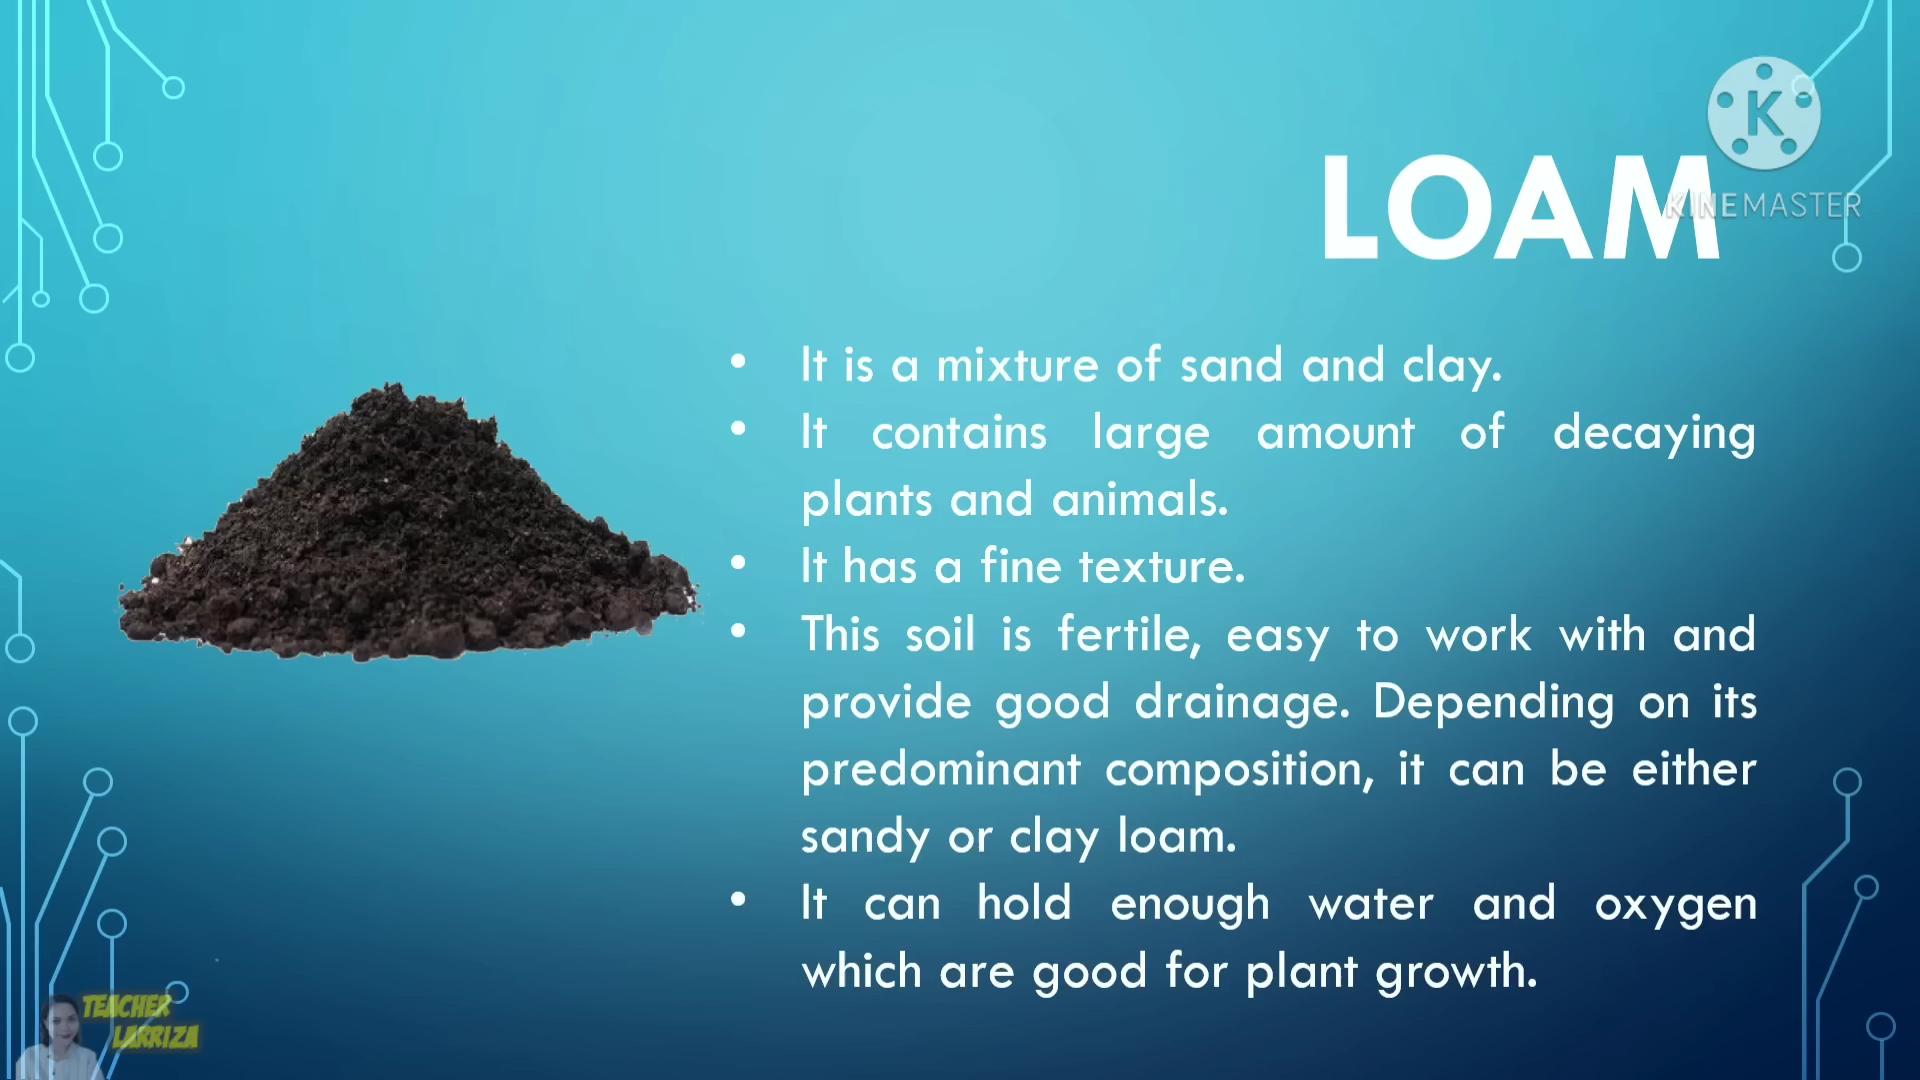 K
KINEMASTER
LOAM
• It is a mixture of sand and clay.
• It contains large amount of decaying
plants and animals.
• It has a fine texture.
• This soil is fertile, easy to work with and
provide good drainage. Depending on its
predominant composition, it can be either
sandy or clay loam.
• It can hold enough water and oxygen
which are good for plant growth.
TEACHER
LARRIZA